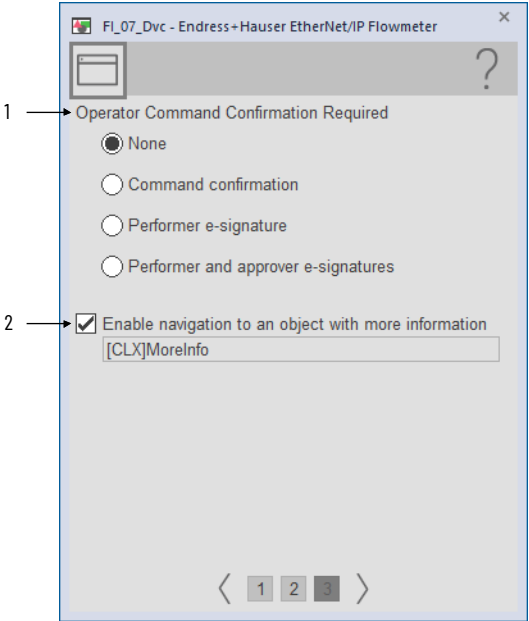 FI_07_Dvc - Endress+Hauser EtherNet/IP Flowmeter
?
1
Operator Command Confirmation Required
None
Command confirmation
Performer e-signature
Performer and approver e-signatures
2
Enable navigation to an object with more information
[CLX]MoreInfo
1 2 3